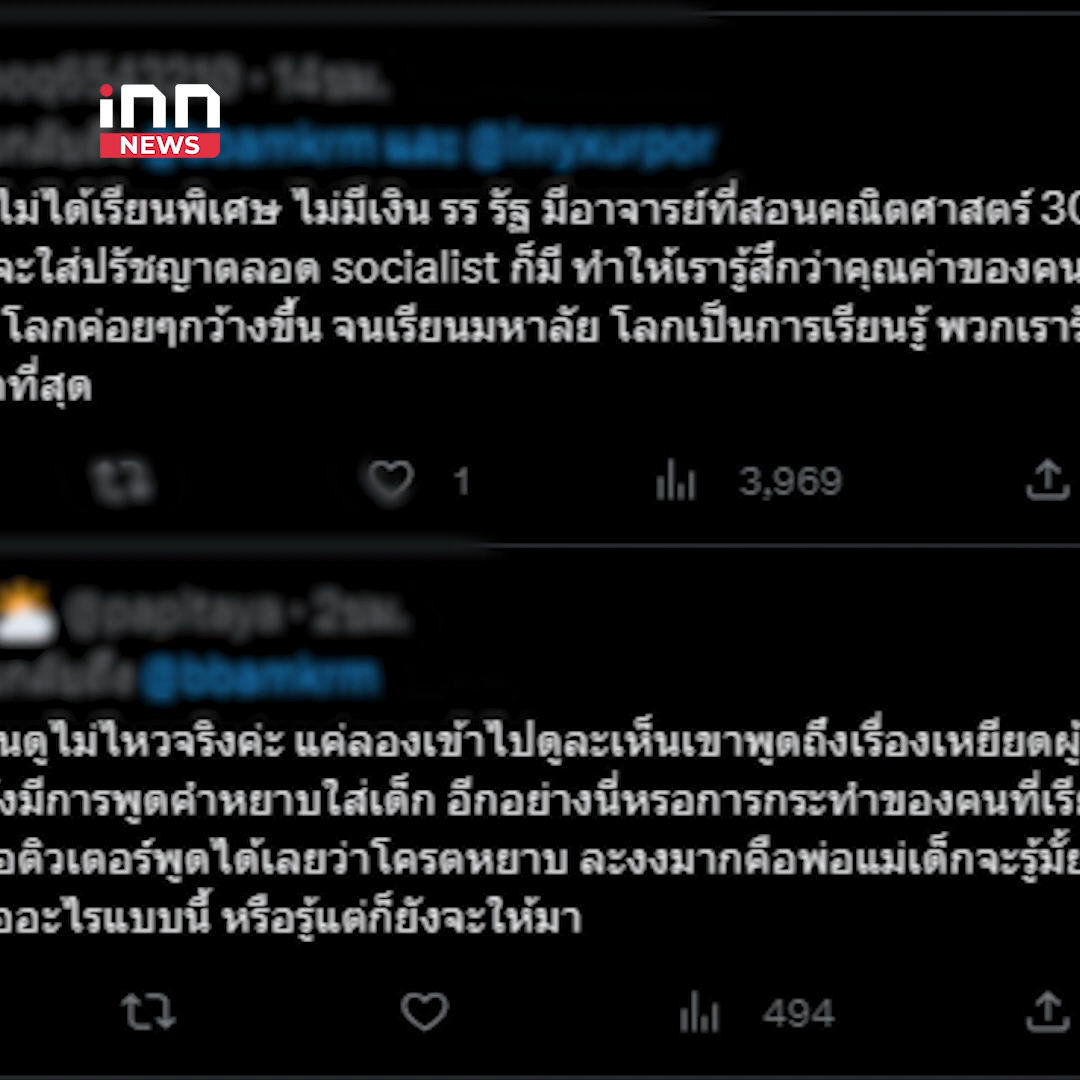 inn
NEWS
ไม่ได้เรียนพิเศษ ไม่มีเงิน รร รัฐ มีอาจารย์ที่สอนคณิตศาสตร์ 30
จะใส่ปรัชญาตลอด socialist ก็มี ทำให้เรารู้สึกว่าคุณค่าของคน
โลกค่อยๆกว้างขึ้น จนเรียนมหาลัย โลกเป็นการเรียนรู้ พวกเรา
ที่สุด
1 3,969
@papitaya · 2ชม.
@bbamkrm
ดูไม่ไหวจริงค่ะ แค่ลองเข้าไปดูละเห็นเขาพูดถึงเรื่องเหยียดผู้
มีการพูดคำหยาบใส่เด็ก อีกอย่างนี่หรอการกระทำของคนที่
ติวเตอร์พูดได้เลยว่าโครตหยาบ ละงงมากคือพ่อแม่เด็กจะรู้มั้ย
อะไรแบบนี้ หรือรู้แต่ก็ยังจะให้มา
494